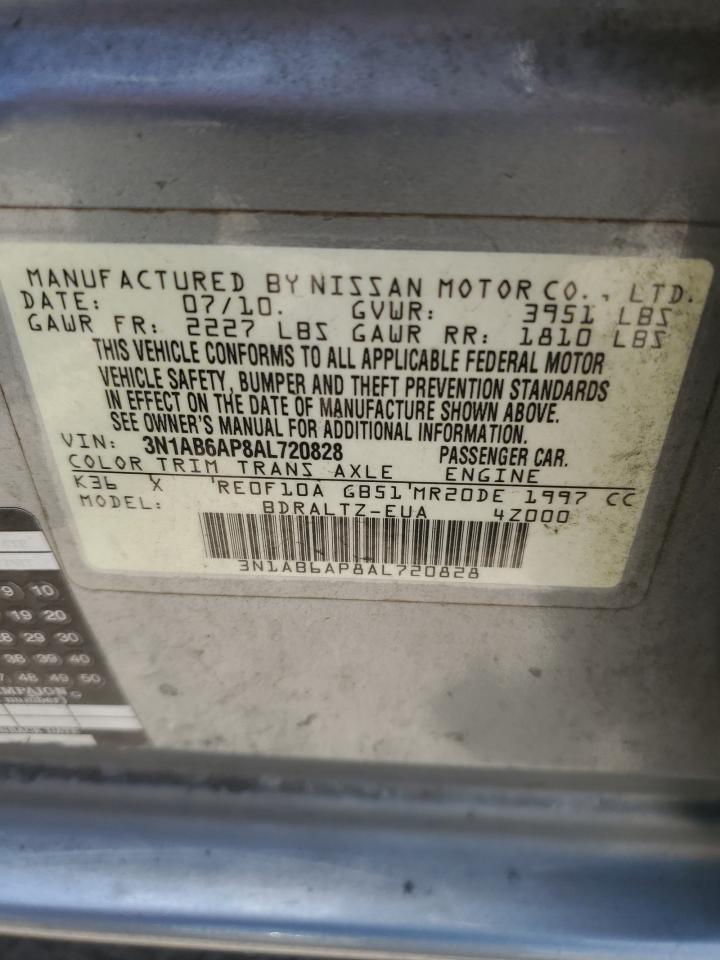 MANUFACTURED BY NISSAN MOTOR CO., LTD.
DATE: 07/10. GVWR: 3951 LBS
GAWR FR: 2227 LBS GAWR RR: 1810 LBS
THIS VEHICLE CONFORMS TO ALL APPLICABLE FEDERAL MOTOR
VEHICLE SAFETY, BUMPER AND THEFT PREVENTION STANDARDS
IN EFFECT ON THE DATE OF MANUFACTURE SHOWN ABOVE.
SEE OWNER'S MANUAL FOR ADDITIONAL INFORMATION.
VIN: 3N1AB6AP8AL720828 PASSENGER CAR.
COLOR TRIM TRANS AXLE ENGINE
K36 X RE0F10A GB51 MR20DE 1997 CC
MODEL: BDRALTZ-EUA 4Z000
3N1AB6AP8AL720828
9 10
19 20
29 30
38 39 40
48 49 50